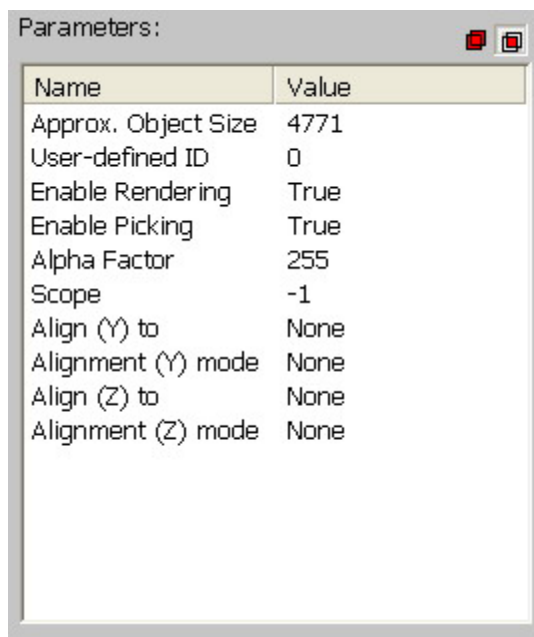 Parameters:
Name Value
Approx. Object Size 4771
User-defined ID 0
Enable Rendering True
Enable Picking True
Alpha Factor 255
Scope -1
Align (Y) to None
Alignment (Y) mode None
Align (Z) to None
Alignment (Z) mode None